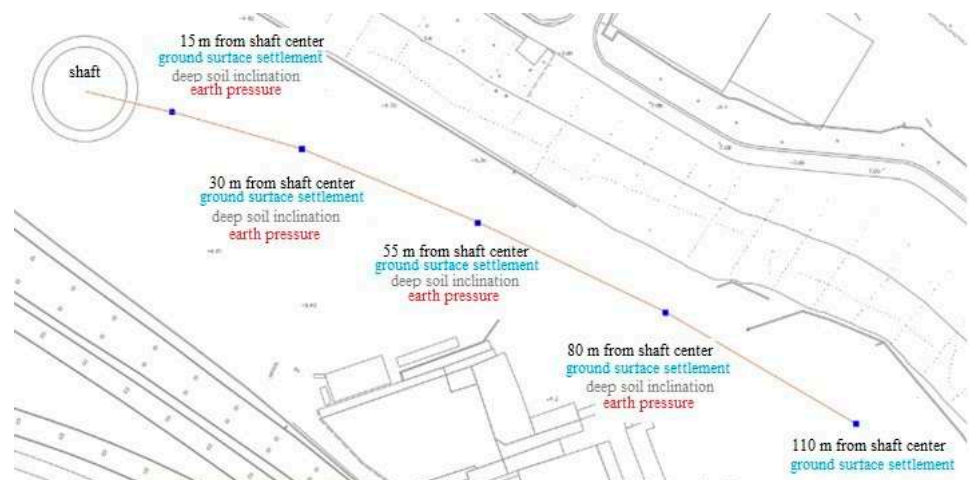 15 m from shaft center
ground surface settlement
deep soil inclination
earth pressure
shaft
30 m from shaft center
ground surface settlement
deep soil inclination
earth pressure
55 m from shaft center
ground surface settlement
deep soil inclination
earth pressure
80 m from shaft center
ground surface settlement
deep soil inclination
earth pressure
110 m from shaft center
ground surface settlement